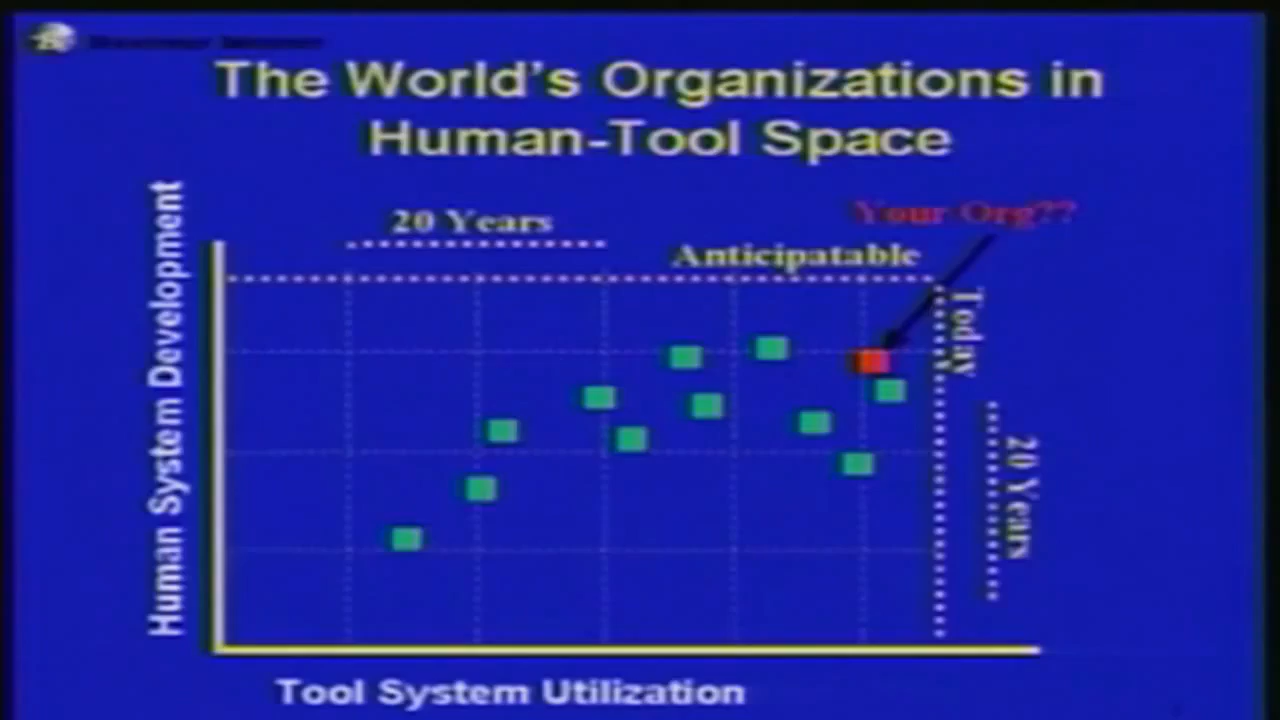 The World's Organizations in
Human-Tool Space
20 Years
Your Org??
Anticipatable
Today
20 Years
Human System Development
Tool System Utilization